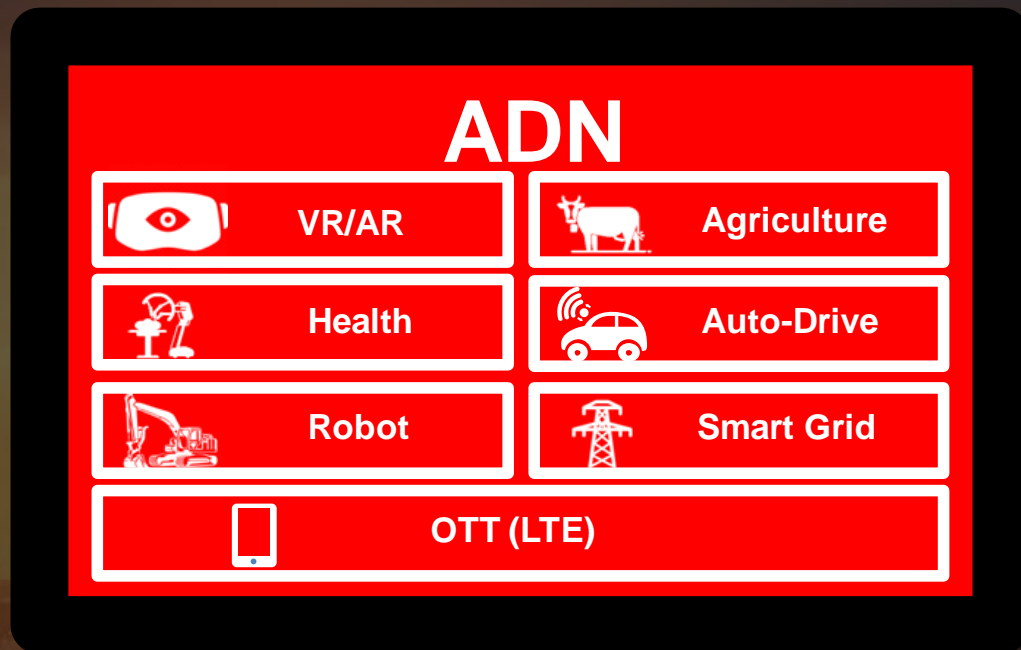 ADN
VR/AR
Agriculture
Health
Auto-Drive
Robot
Smart Grid
OTT (LTE)